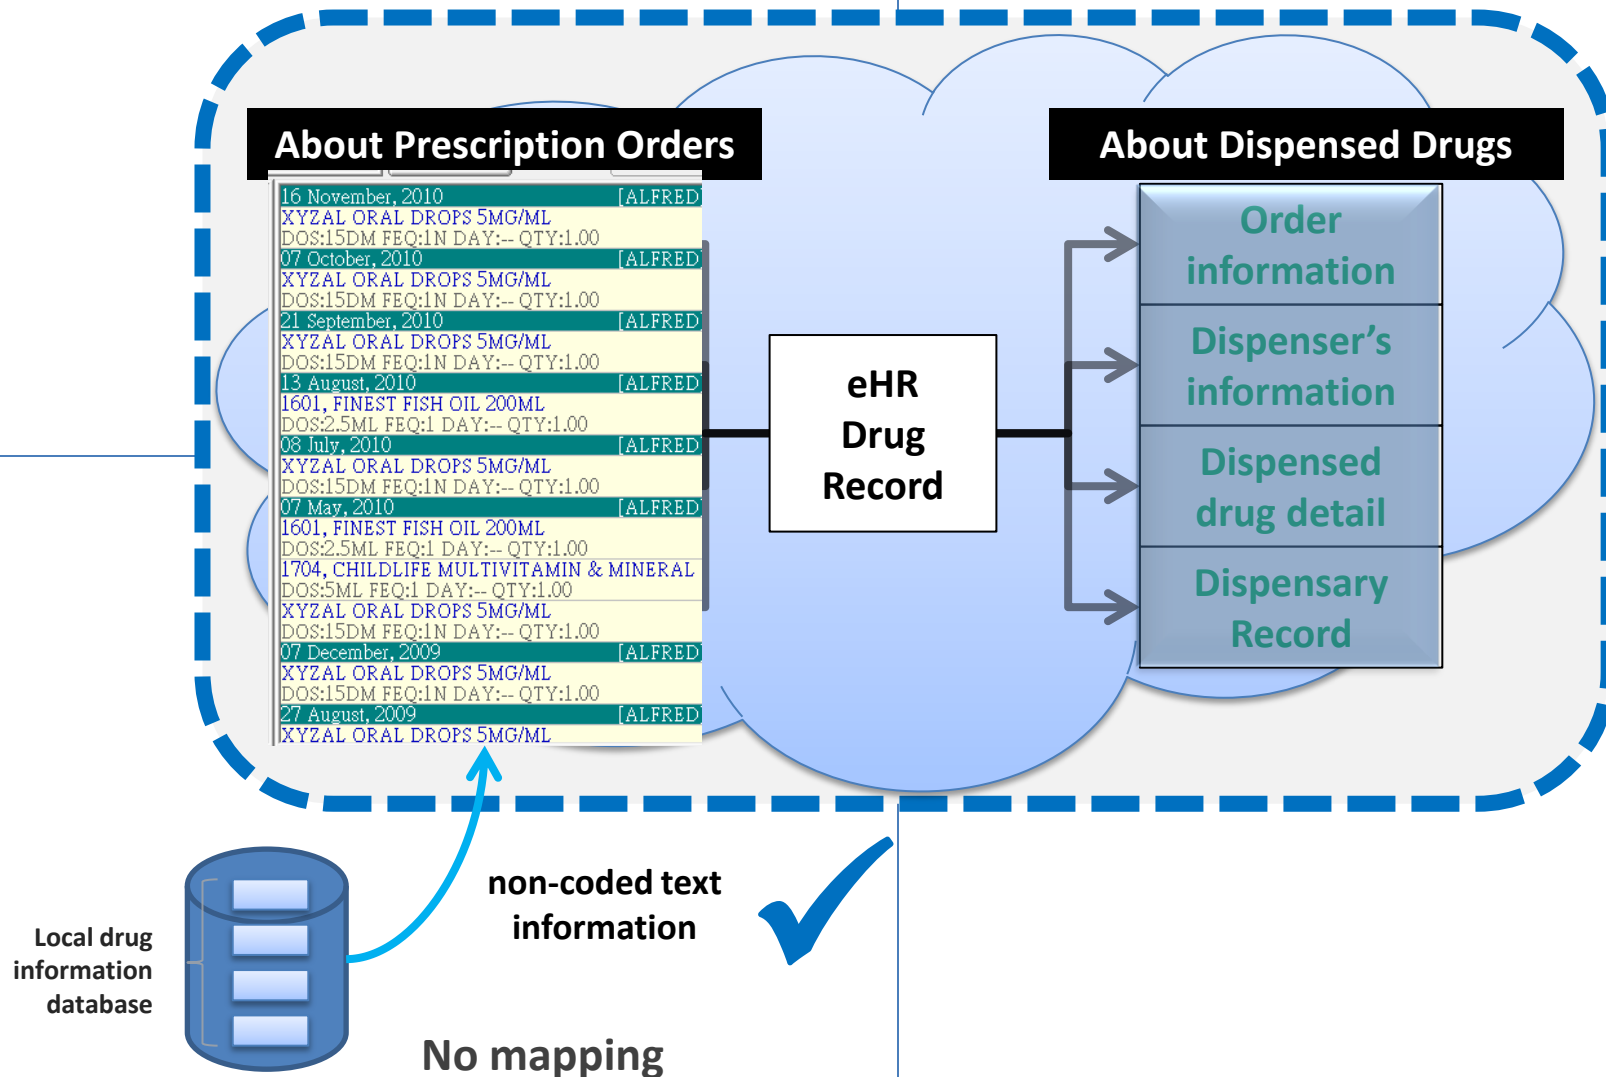 About Prescription Orders
16 November, 2010 [ALFRED]
XYZAL ORAL DROPS 5MG/ML
DOS:15DM FEQ:1N DAY:-- QTY:1.00
07 October, 2010 [ALFRED]
XYZAL ORAL DROPS 5MG/ML
DOS:15DM FEQ:1N DAY:-- QTY:1.00
21 September, 2010 [ALFRED]
XYZAL ORAL DROPS 5MG/ML
DOS:15DM FEQ:1N DAY:-- QTY:1.00
13 August, 2010 [ALFRED]
1601, FINEST FISH OIL 200ML
DOS:2.5ML FEQ:1 DAY:-- QTY:1.00
08 July, 2010 [ALFRED]
XYZAL ORAL DROPS 5MG/ML
DOS:15DM FEQ:1N DAY:-- QTY:1.00
07 May, 2010 [ALFRED]
1601, FINEST FISH OIL 200ML
DOS:2.5ML FEQ:1 DAY:-- QTY:1.00
1704, CHILDLIFE MULTIVITAMIN & MINERAL
DOS:5ML FEQ:1 DAY:-- QTY:1.00
XYZAL ORAL DROPS 5MG/ML
DOS:15DM FEQ:1N DAY:-- QTY:1.00
07 December, 2009 [ALFRED]
XYZAL ORAL DROPS 5MG/ML
DOS:15DM FEQ:1N DAY:-- QTY:1.00
27 August, 2009 [ALFRED]
XYZAL ORAL DROPS 5MG/ML
eHR
Drug
Record
About Dispensed Drugs
Order
information
Dispenser's
information
Dispensed
drug detail
Dispensary
Record
Local drug
information
database
non-coded text
information
No mapping